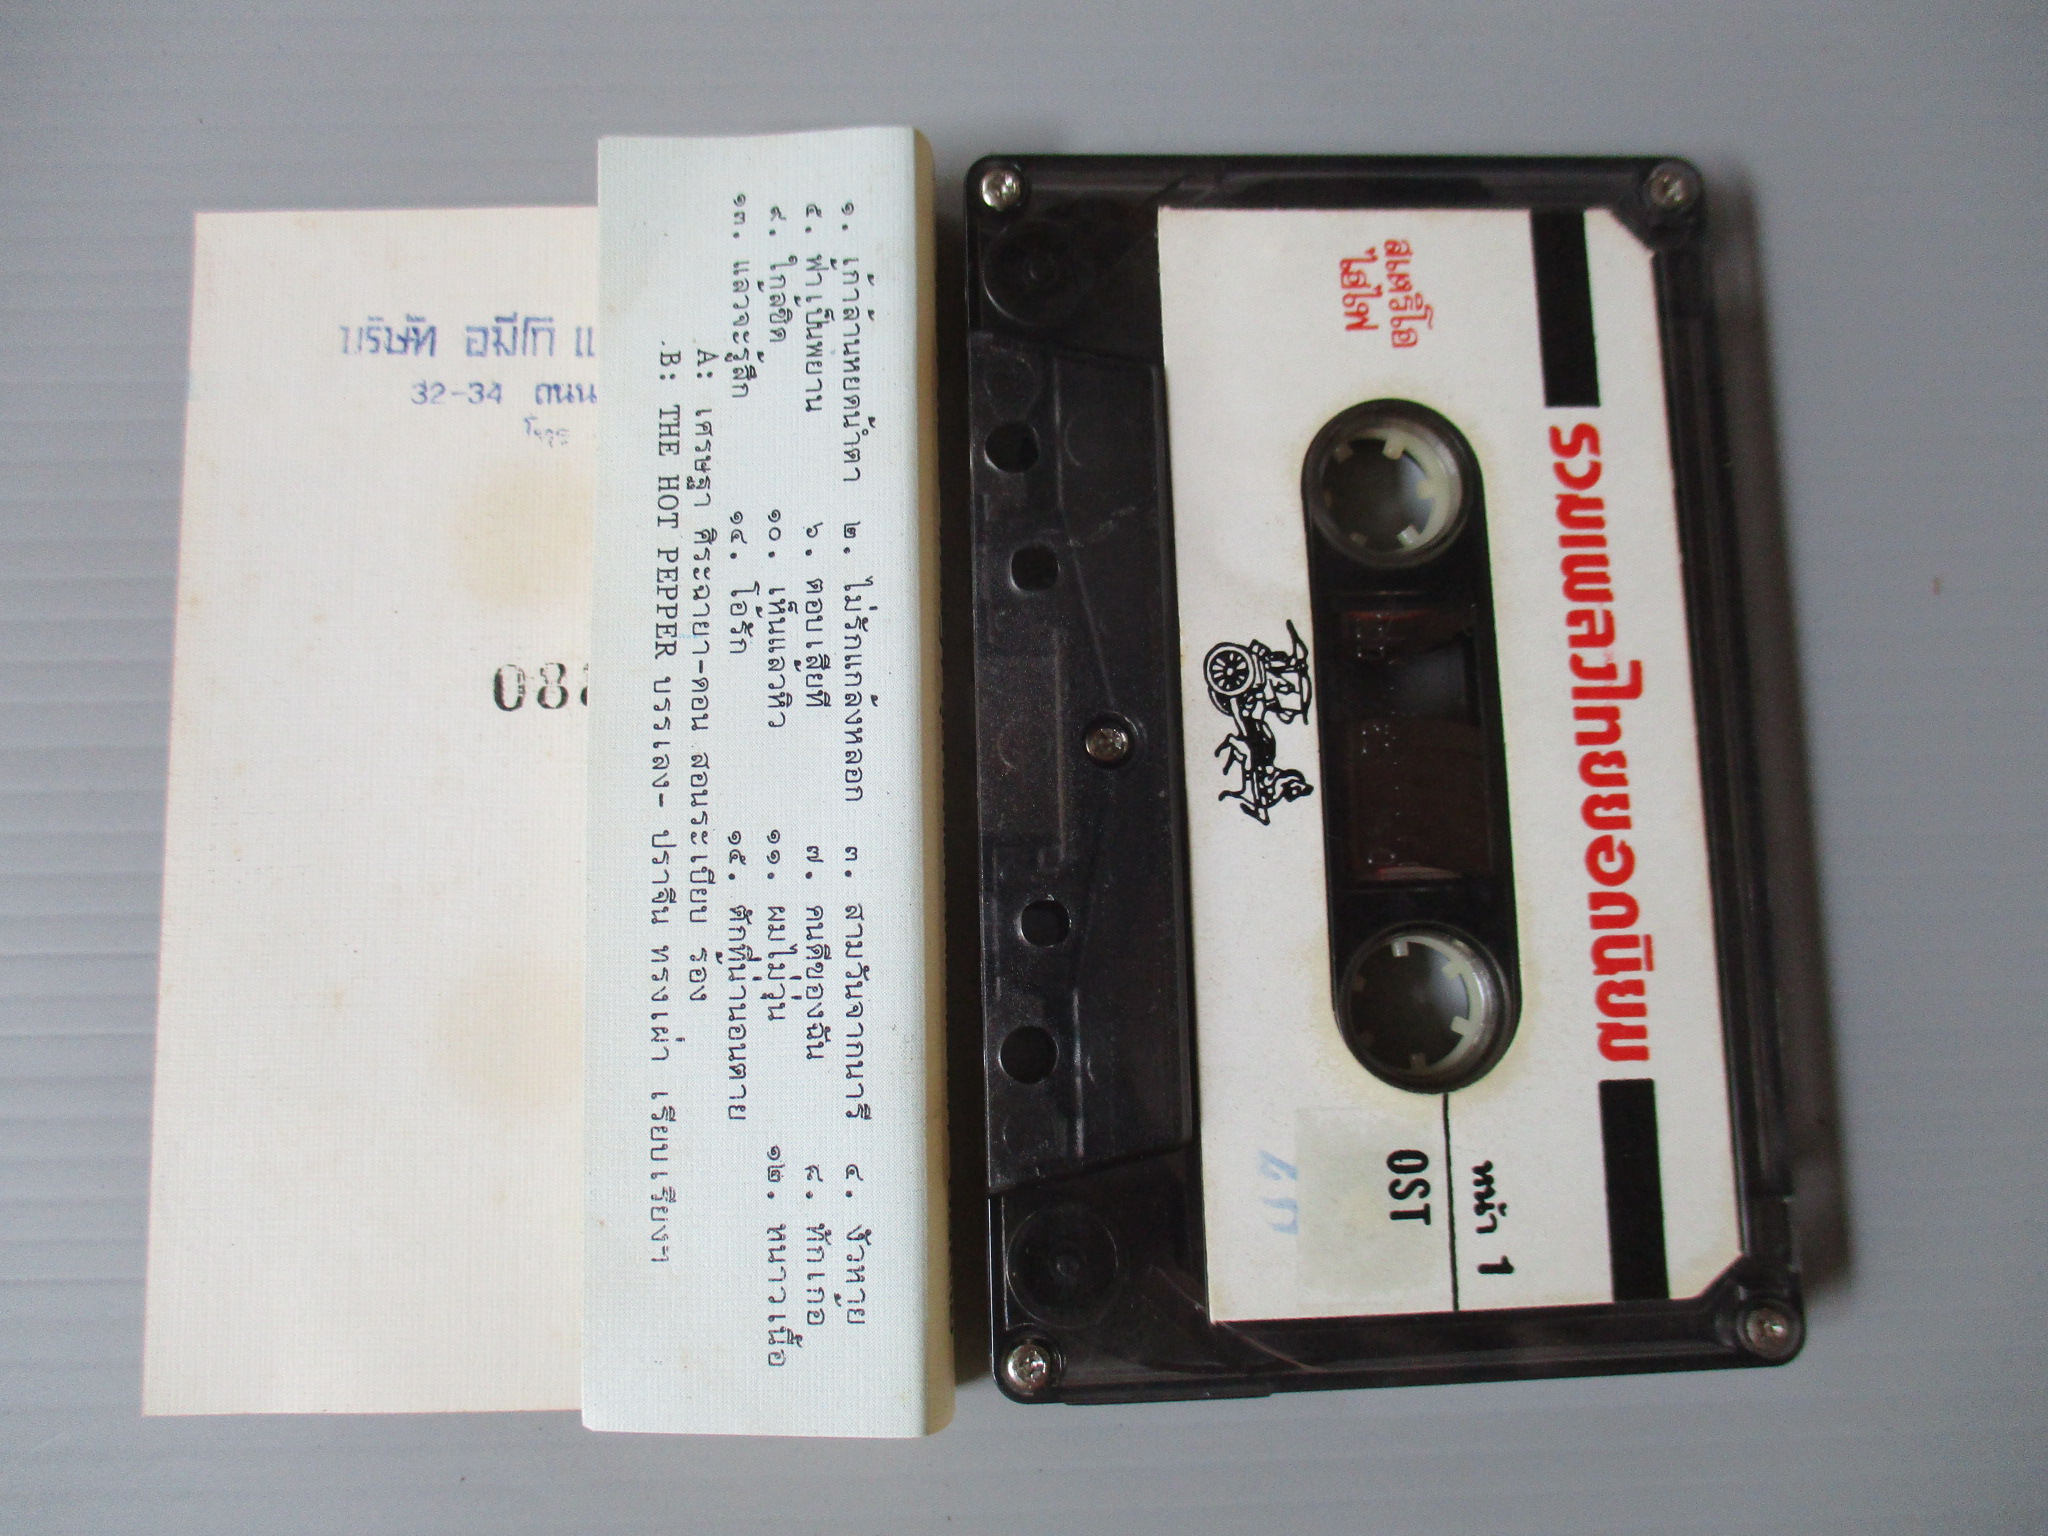 บริษัท อมีโก้
32-34 ถนน
โทร
088
๑. เก้าล้านหยดน้ำตา ๒. ไม่รักแกล้งหลอก ๓. สามวันจากนารี ๔. งัวหาย
๕. ฟ้าเป็นพยาน ๖. ตอบเสียที ๗. คนดีของฉัน ๘. ทักเกอ
๙. ใกล้ชิด ๑๐. เห็นแล้วหิว ๑๑. ผมไม่วุ่น ๑๒. หนาวเนื้อ
๑๓. แล้วจะรู้สึก ๑๔. โอ้รัก ๑๕. ตักที่น่านอนตาย
A: เศรษฐา ศิระฉายา-ดอน สอนระเบียบ ร้อง
B: THE HOT PEPPER บรรเลง- ปราจีน ทรงเผ่า เรียบเรียงฯ
รวมเพลงไทยยอดนิยม
สเตริโอ
ไฮไฟ
หน้า 1
OST